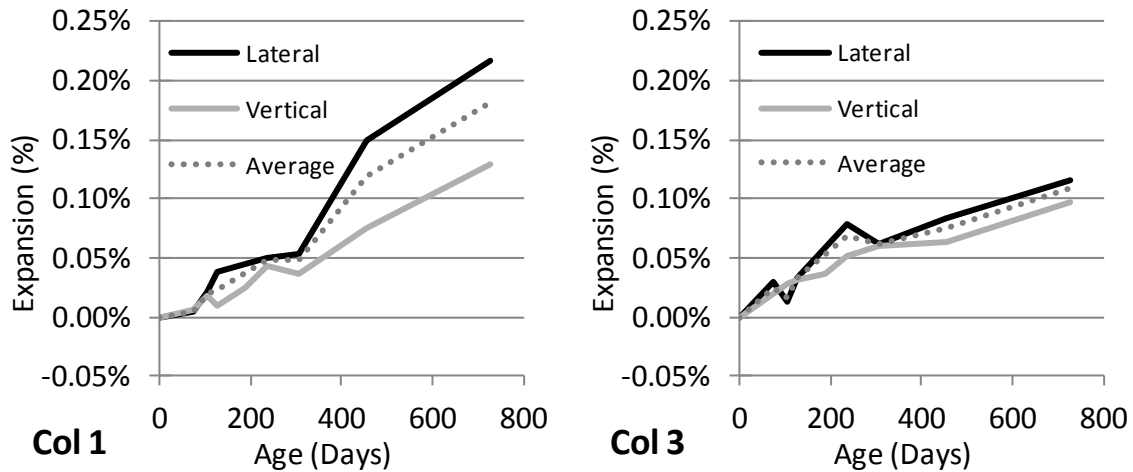 0.25%
0.20%
0.15%
0.10%
0.05%
0.00%
-0.05%
Expansion (%)
Lateral
Vertical
Average
0 200 400 600 800
Age (Days)
Col 1
0.25%
0.20%
0.15%
0.10%
0.05%
0.00%
-0.05%
Expansion (%)
Lateral
Vertical
Average
0 200 400 600 800
Age (Days)
Col 3